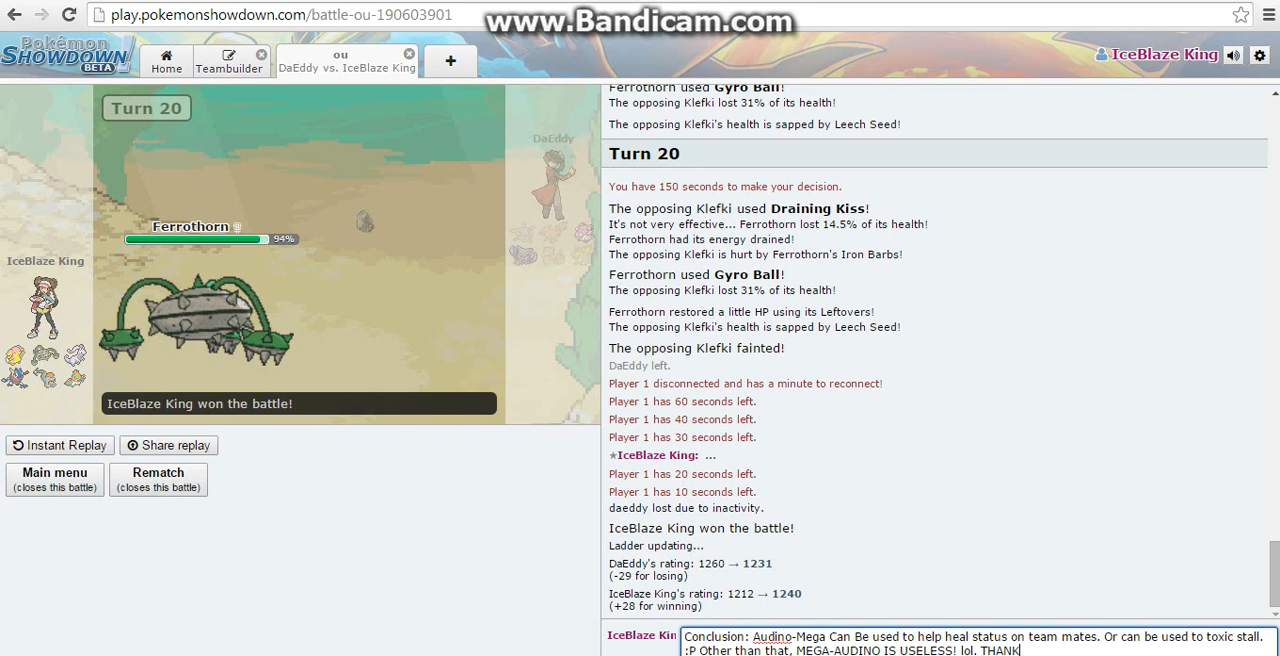 play.pokemonshowdown.com/battle-ou-190603901
www.Bandicam.com
Pokémon
SHOWDOWN
BETA
Home
Teambuilder
ou
DaEddy vs. IceBlaze King
+
IceBlaze King
Turn 20
DaEddy
Ferrothorn
94%
IceBlaze King
IceBlaze King won the battle!
Instant Replay
Share replay
Main menu
(closes this battle)
Rematch
(closes this battle)
Ferrothorn used Gyro Ball!
The opposing Klefki lost 31% of its health!
The opposing Klefki's health is sapped by Leech Seed!
Turn 20
You have 150 seconds to make your decision.
The opposing Klefki used Draining Kiss!
It's not very effective... Ferrothorn lost 14.5% of its health!
Ferrothorn had its energy drained!
The opposing Klefki is hurt by Ferrothorn's Iron Barbs!
Ferrothorn used Gyro Ball!
The opposing Klefki lost 31% of its health!
Ferrothorn restored a little HP using its Leftovers!
The opposing Klefki's health is sapped by Leech Seed!
The opposing Klefki fainted!
DaEddy left.
Player 1 disconnected and has a minute to reconnect!
Player 1 has 60 seconds left.
Player 1 has 40 seconds left.
Player 1 has 30 seconds left.
★IceBlaze King: ...
Player 1 has 20 seconds left.
Player 1 has 10 seconds left.
daeddy lost due to inactivity.
IceBlaze King won the battle!
Ladder updating...
DaEddy's rating: 1260 → 1231
(-29 for losing)
IceBlaze King's rating: 1212 → 1240
(+28 for winning)
IceBlaze Kin
Conclusion: Audino-Mega Can Be used to help heal status on team mates. Or can be used to toxic stall.
:P Other than that, MEGA-AUDINO IS USELESS! lol. THANK